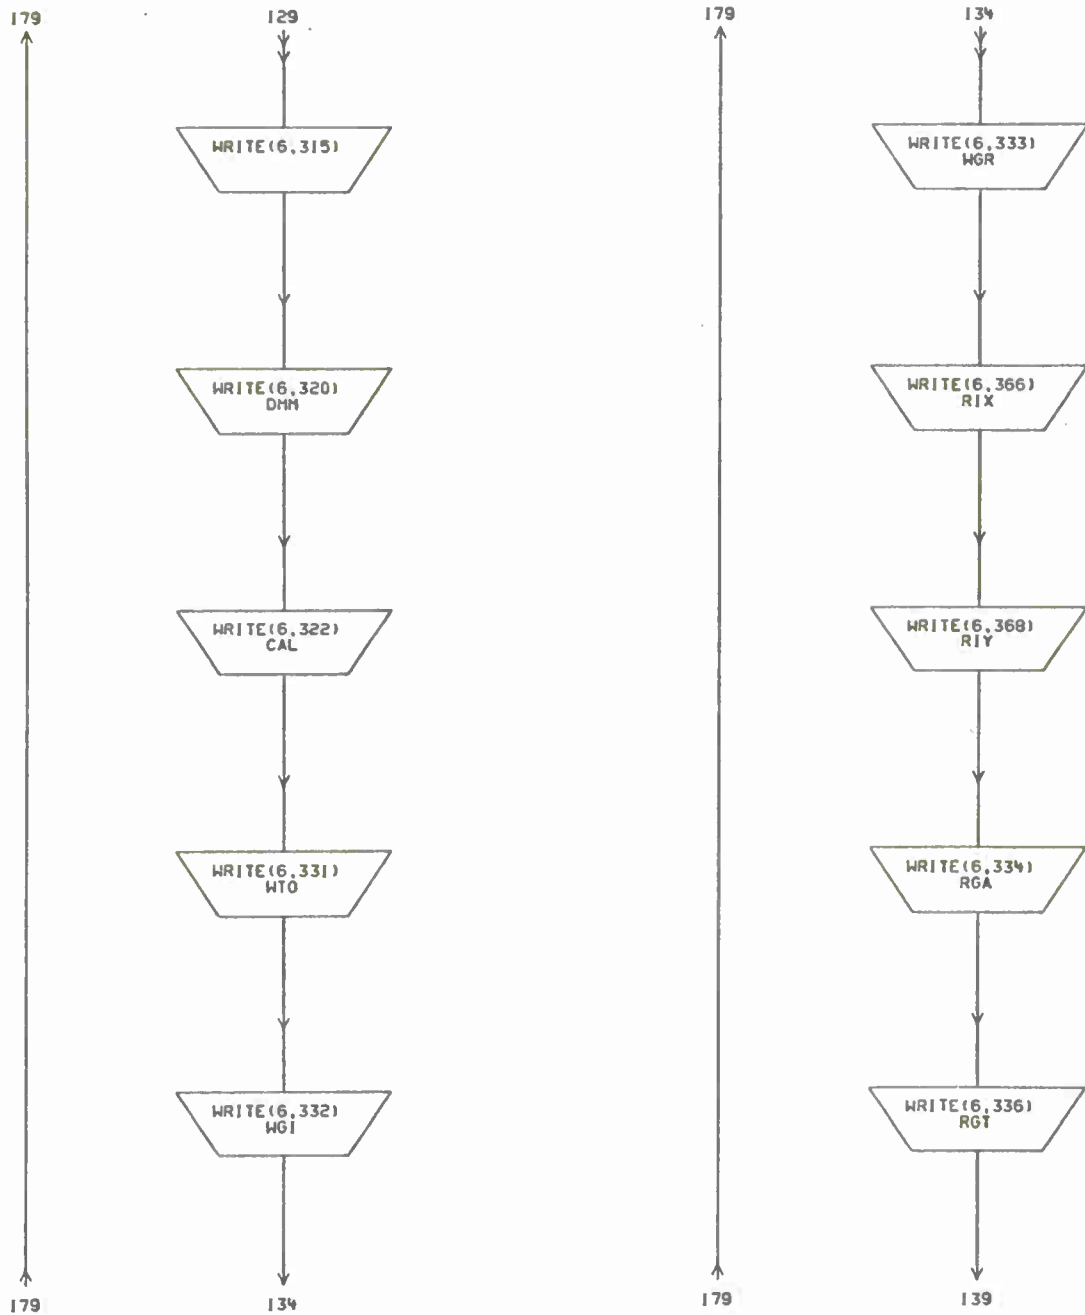 179
129
WRITE(6,315)
WRITE(6,320)
DMM
WRITE(6,322)
CAL
WRITE(6,331)
WTO
WRITE(6,332)
WGI
179
134
179
134
WRITE(6,333)
WGR
WRITE(6,366)
RIX
WRITE(6,368)
RIY
WRITE(6,334)
RGA
WRITE(6,336)
RGT
179
139